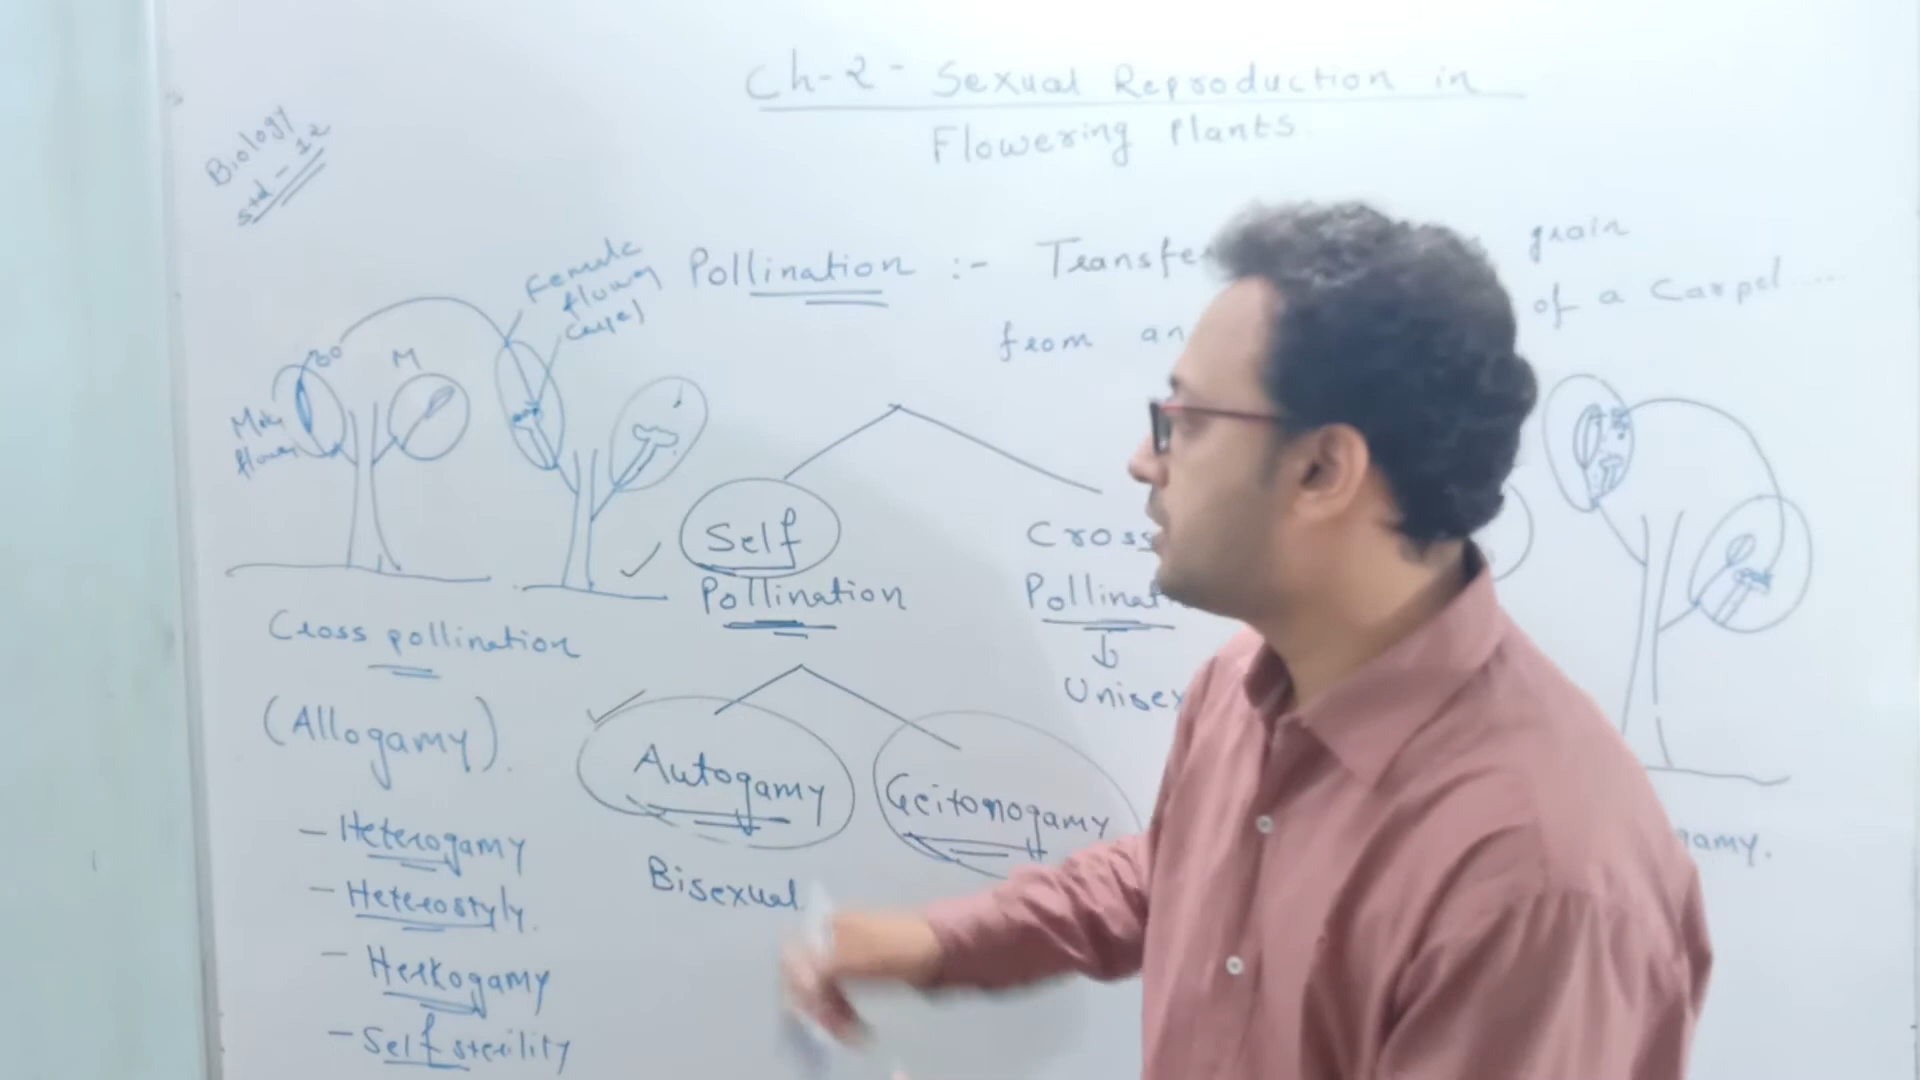 Ch-2- Sexual Reproduction in
Flowering Plants
Biology
std - 12
Pollination :- Transfe grain
from an of a Carpel....
Female
flower
carpel
M
Male
flower
Self
Pollination
Cross
Pollinat
Unisex
Cross pollination
(Allogamy).
Autogamy
Geitonogamy
Bisexual
- Heterogamy
- Heterostyly.
- Herkogamy
- Self sterility
gamy.